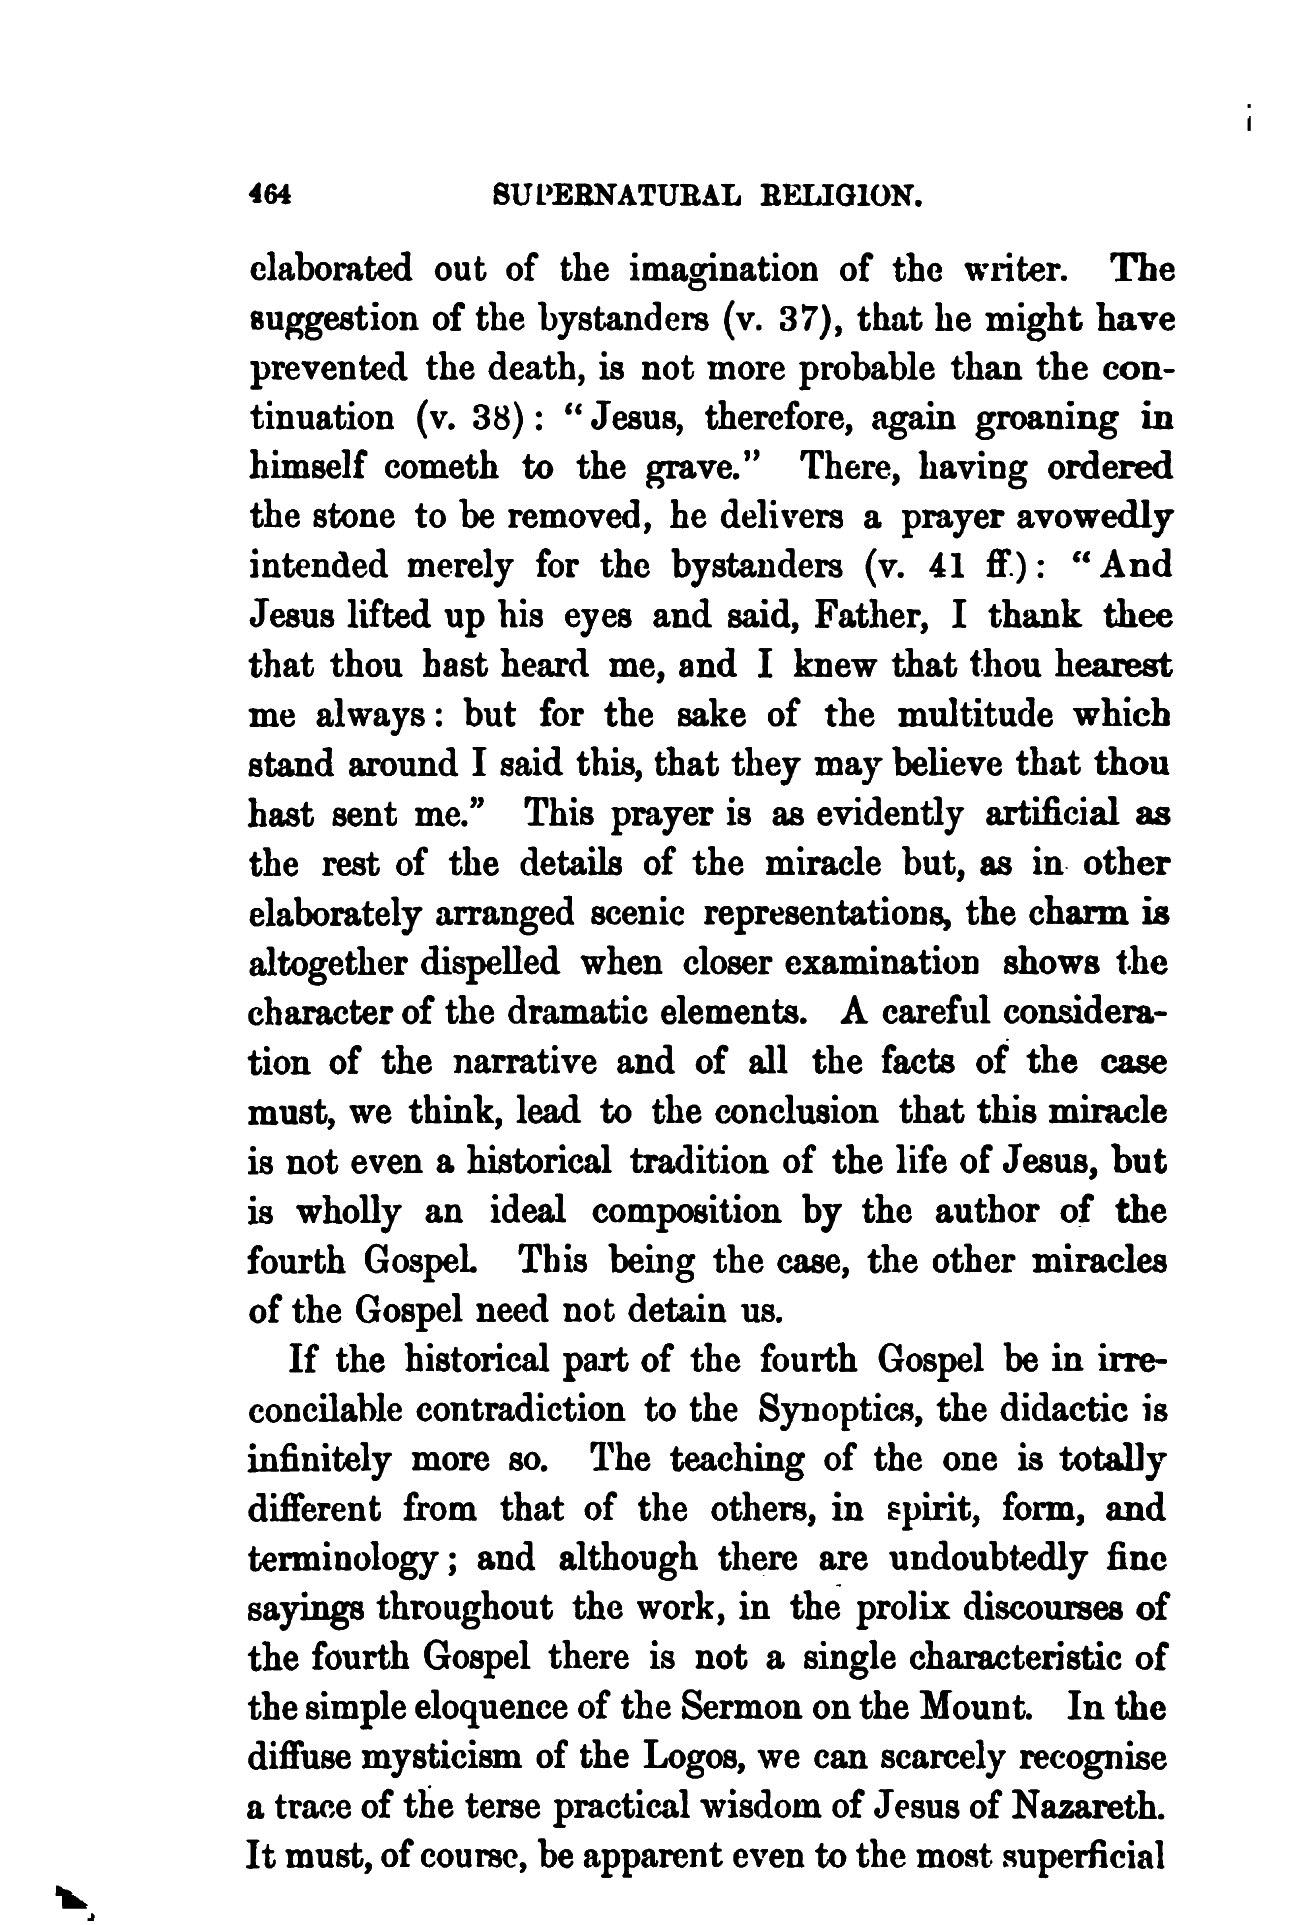 464 SUPERNATURAL RELIGION.
elaborated out of the imagination of the writer. The
suggestion of the bystanders (v. 37), that he might have
prevented the death, is not more probable than the con-
tinuation (v. 38): “Jesus, therefore, again groaning in
himself cometh to the grave.” There, having ordered
the stone to be removed, he delivers a prayer avowedly
intended merely for the bystanders (v. 41 ff.): “And
Jesus lifted up his eyes and said, Father, I thank thee
that thou hast heard me, and I knew that thou hearest
me always: but for the sake of the multitude which
stand around I said this, that they may believe that thou
hast sent me.” This prayer is as evidently artificial as
the rest of the details of the miracle but, as in other
elaborately arranged scenic representations, the charm is
altogether dispelled when closer examination shows the
character of the dramatic elements. A careful considera-
tion of the narrative and of all the facts of the case
must, we think, lead to the conclusion that this miracle
is not even a historical tradition of the life of Jesus, but
is wholly an ideal composition by the author of the
fourth Gospel. This being the case, the other miracles
of the Gospel need not detain us.
If the historical part of the fourth Gospel be in irre-
concilable contradiction to the Synoptics, the didactic is
infinitely more so. The teaching of the one is totally
different from that of the others, in spirit, form, and
terminology; and although there are undoubtedly fine
sayings throughout the work, in the prolix discourses of
the fourth Gospel there is not a single characteristic of
the simple eloquence of the Sermon on the Mount. In the
diffuse mysticism of the Logos, we can scarcely recognise
a trace of the terse practical wisdom of Jesus of Nazareth.
It must, of course, be apparent even to the most superficial